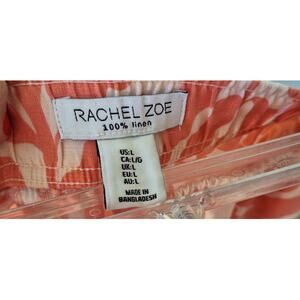 RACHEL ZOE
100% linen
US:L
CA:L/G
UK:L
EU:L
AU:L
MADE IN
BANGLADESH